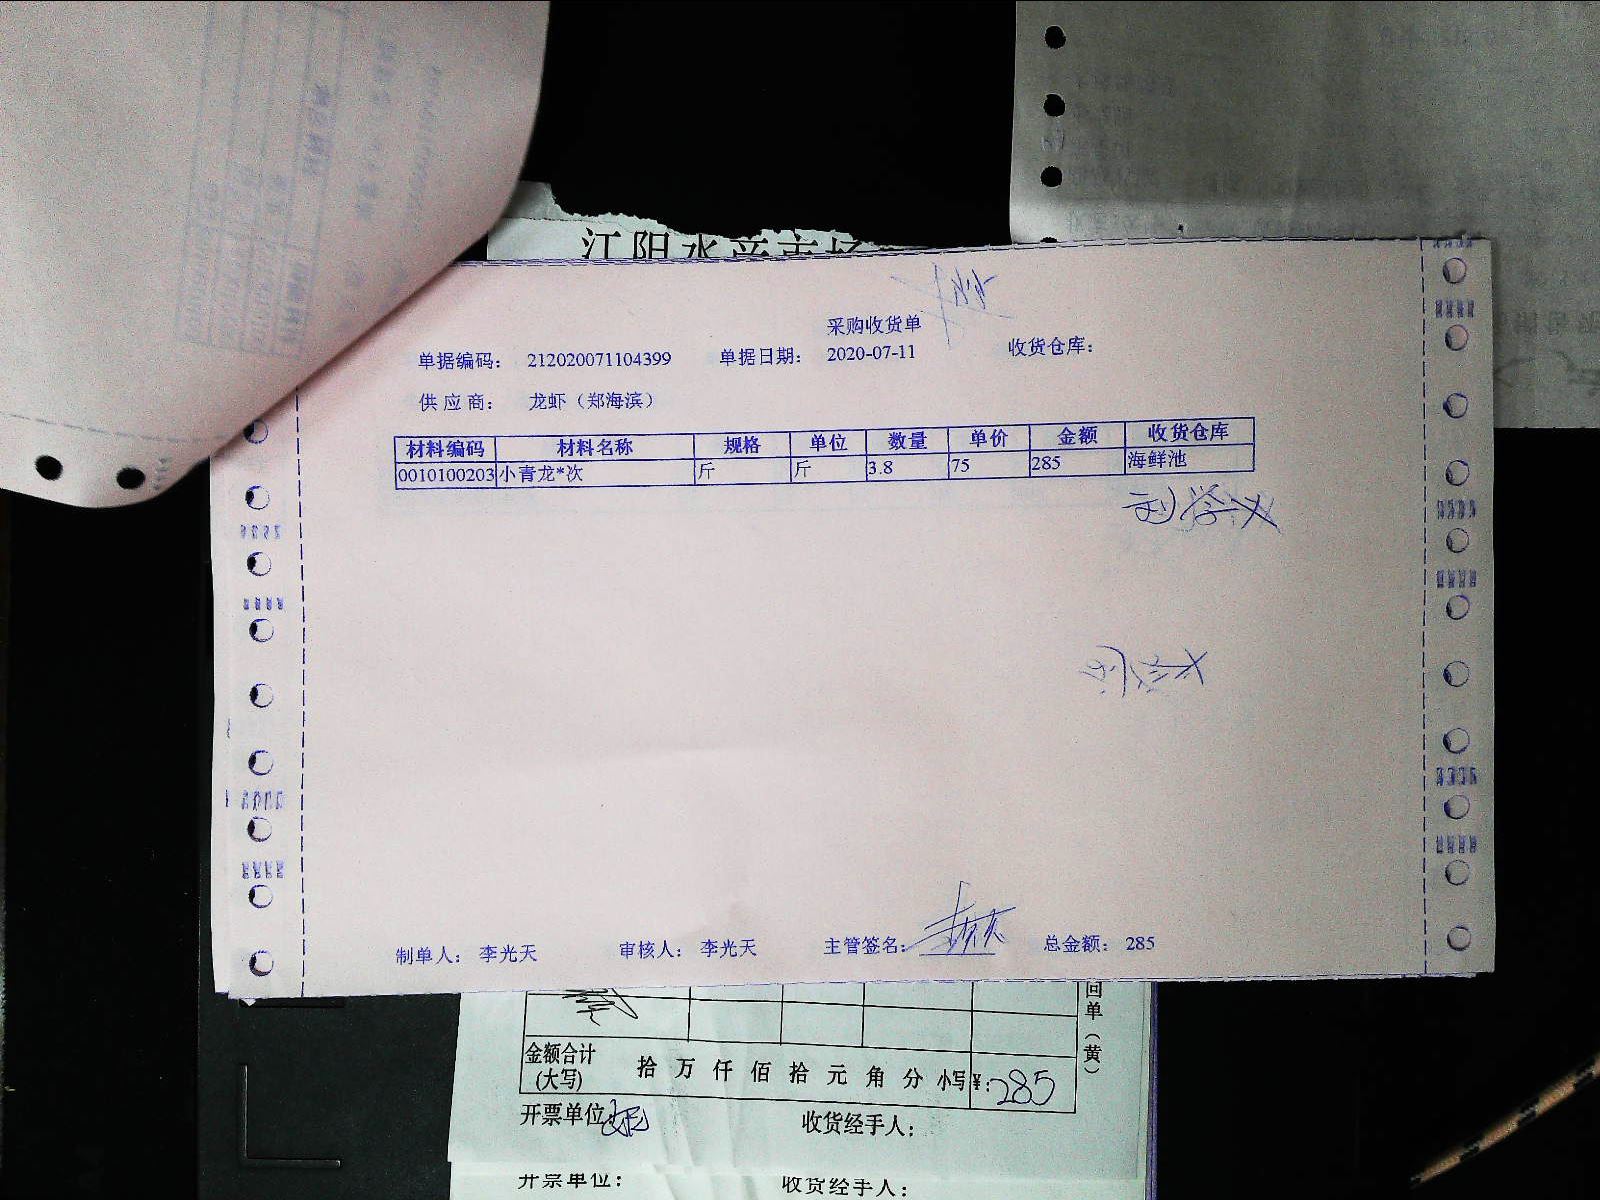 江阳水产市场
采购收货单
单据编码: 212020071104399 单据日期: 2020-07-11 收货仓库:
供应商: 龙虾（郑海滨）
材料编码 材料名称 规格 单位 数量 单价 金额 收货仓库
0010100203 小青龙*次 斤 斤 3.8 75 285 海鲜池
制单人: 李光天 审核人: 李光天 主管签名: 总金额: 285
回单（黄）
金额合计
(大写) 拾 万 仟 佰 拾 元 角 分 小写¥: 285
开票单位: 收货经手人:
开票单位: 收货经手人: